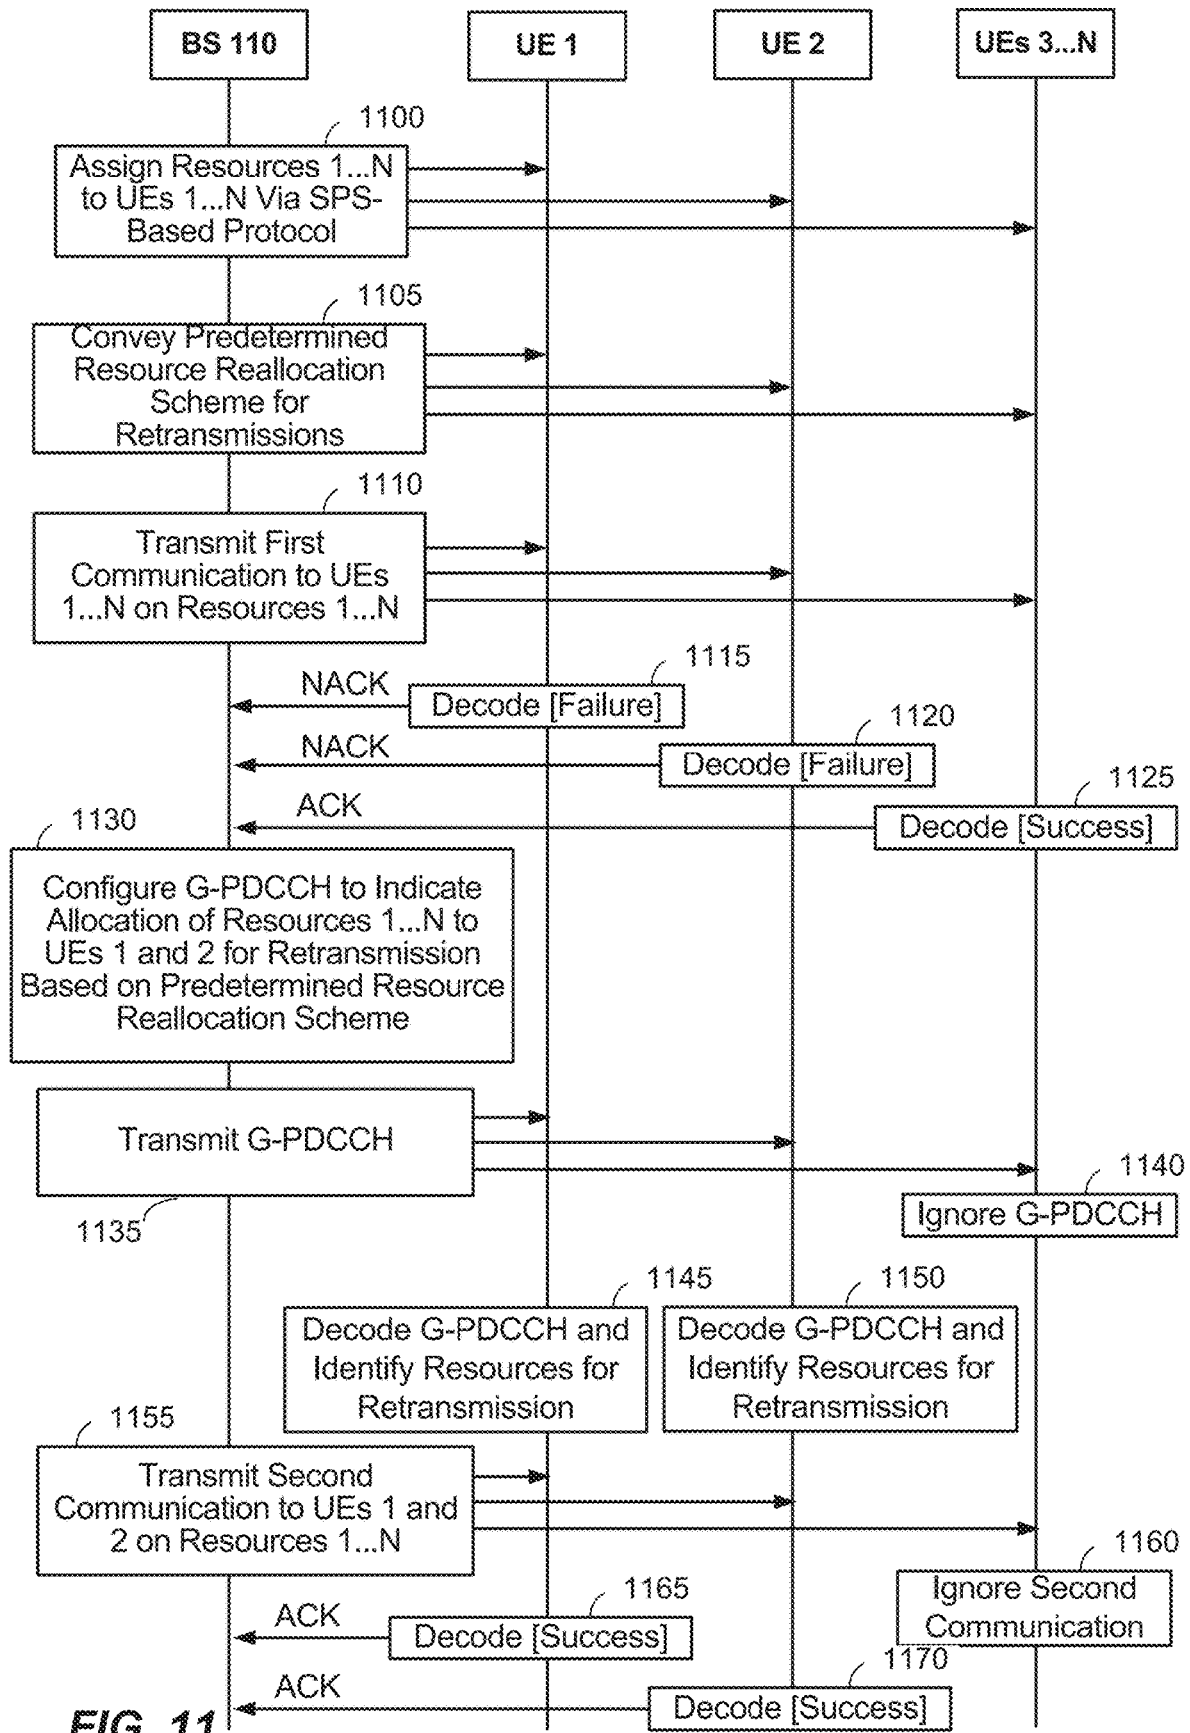 BS 110
UE 1
UE 2
UEs 3...N
1100
Assign Resources 1...N
to UEs 1...N Via SPS-
Based Protocol
1105
Convey Predetermined
Resource Reallocation
Scheme for
Retransmissions
1110
Transmit First
Communication to UEs
1...N on Resources 1...N
1115
NACK
Decode [Failure]
1120
NACK
Decode [Failure]
1125
ACK
Decode [Success]
1130
Configure G-PDCCH to Indicate
Allocation of Resources 1...N to
UEs 1 and 2 for Retransmission
Based on Predetermined Resource
Reallocation Scheme
Transmit G-PDCCH
1135
1140
Ignore G-PDCCH
1145
Decode G-PDCCH and
Identify Resources for
Retransmission
1150
Decode G-PDCCH and
Identify Resources for
Retransmission
1155
Transmit Second
Communication to UEs 1 and
2 on Resources 1...N
1160
Ignore Second
Communication
1165
ACK
Decode [Success]
1170
ACK
Decode [Success]
FIG. 11